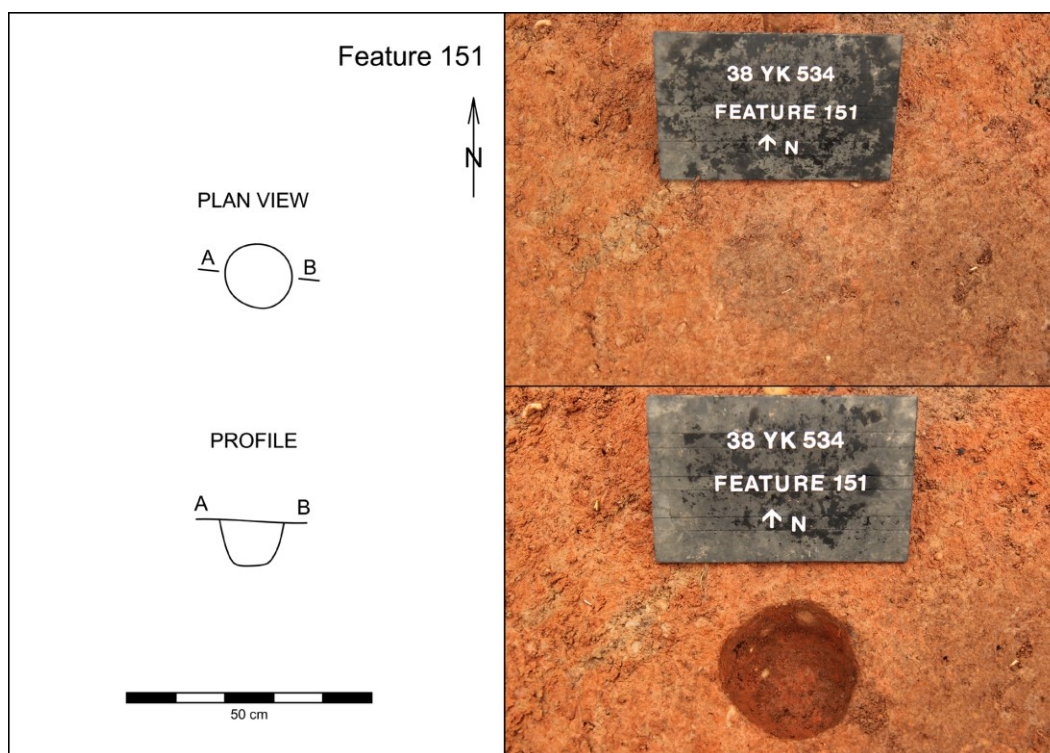 Feature 151
N
PLAN VIEW
A B
PROFILE
A B
50 cm
38 YK 534
FEATURE 151
↑ N
38 YK 534
FEATURE 151
↑ N